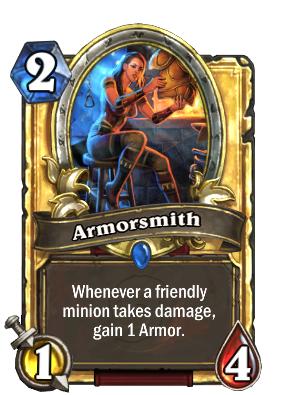 2
Armorsmith
Whenever a friendly
minion takes damage,
gain 1 Armor.
1
4